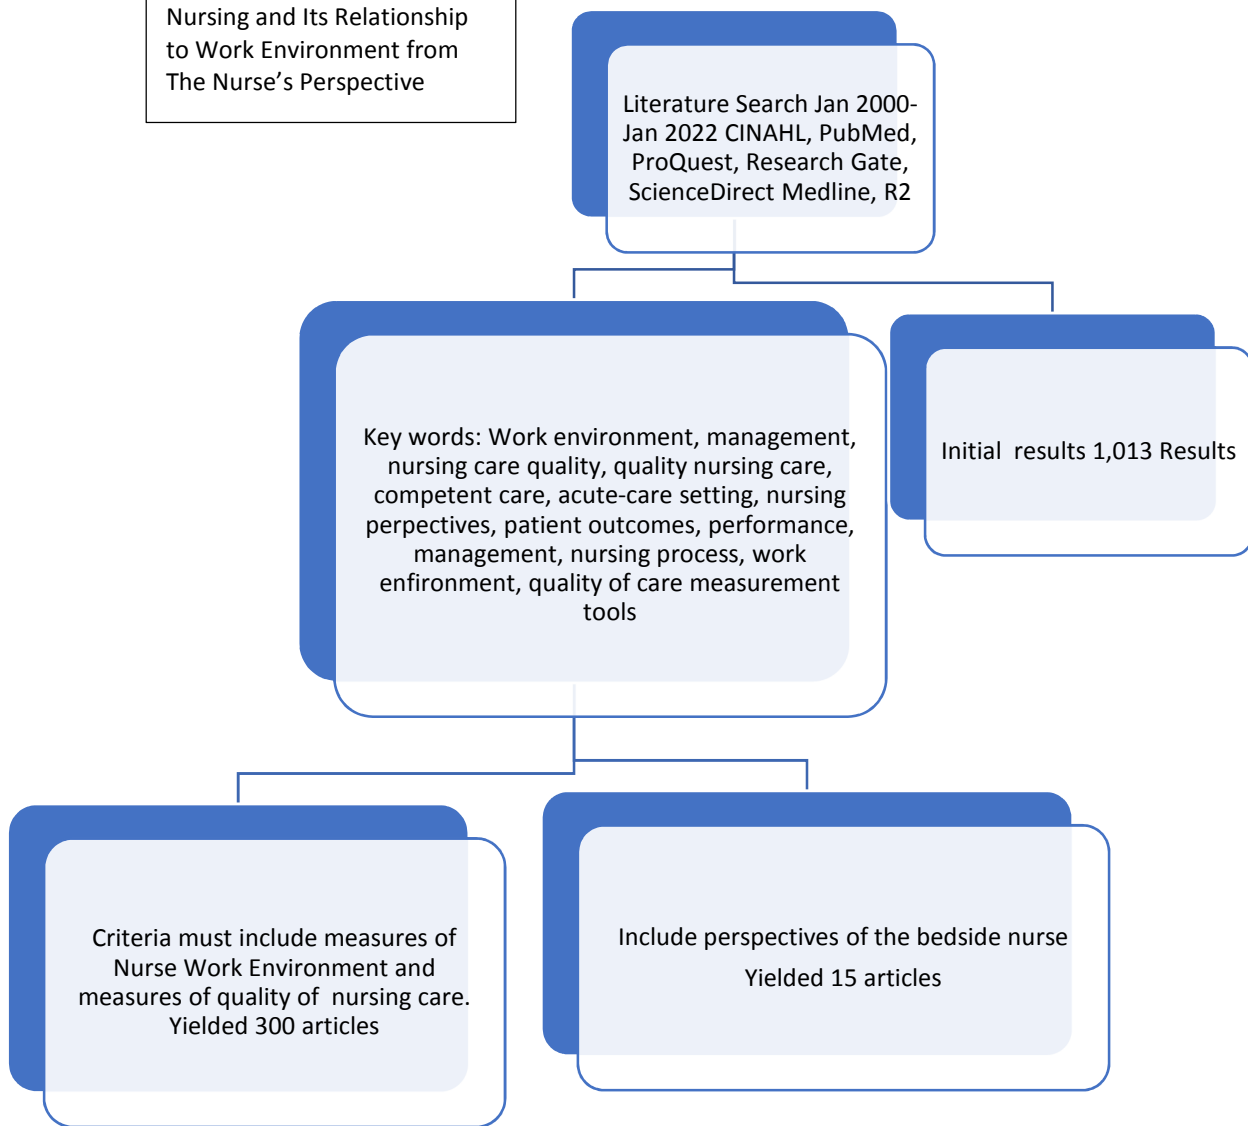 Nursing and Its Relationship
to Work Environment from
The Nurse’s Perspective
Literature Search Jan 2000-
Jan 2022 CINAHL, PubMed,
ProQuest, Research Gate,
ScienceDirect Medline, R2
Key words: Work environment, management,
nursing care quality, quality nursing care,
competent care, acute-care setting, nursing
perpectives, patient outcomes, performance,
management, nursing process, work
enfironment, quality of care measurement
tools
Initial results 1,013 Results
Criteria must include measures of
Nurse Work Environment and
measures of quality of nursing care.
Yielded 300 articles
Include perspectives of the bedside nurse
Yielded 15 articles